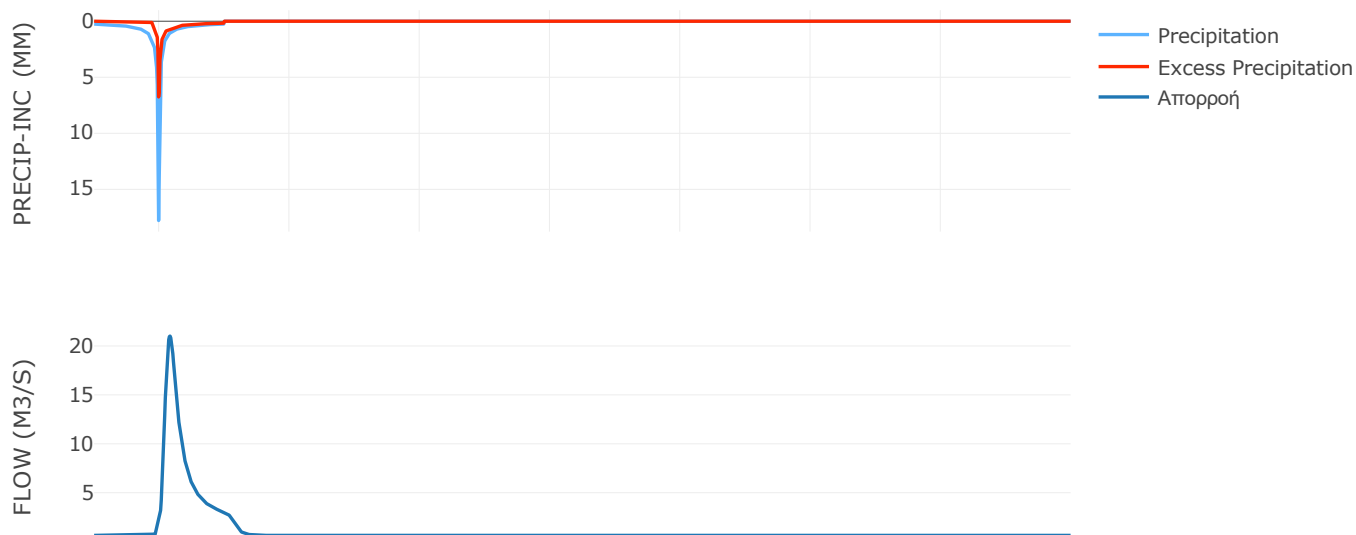 PRECIP-INC (MM)
0
5
10
15
Precipitation
Excess Precipitation
Απορροή
FLOW (M3/S)
20
15
10
5